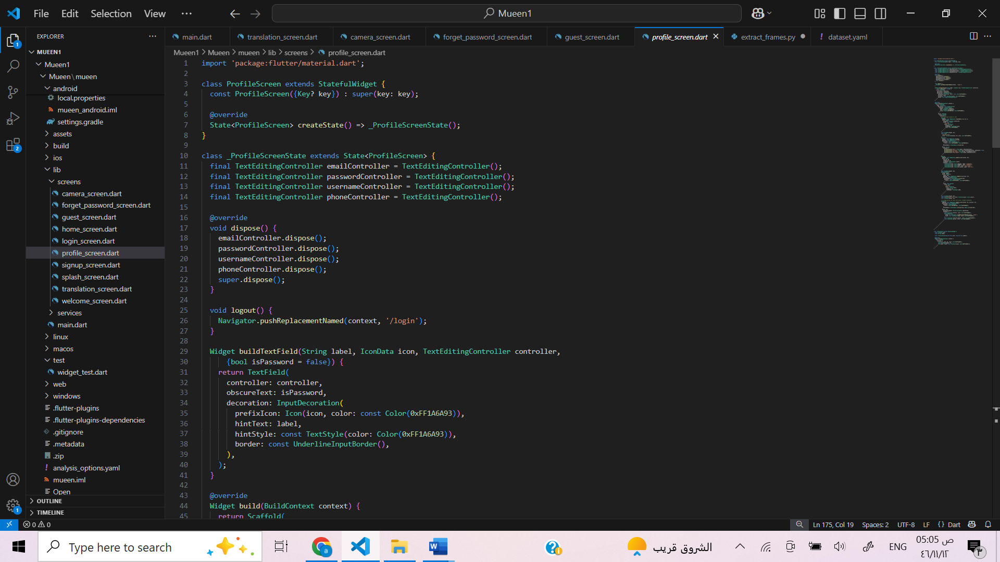 File Edit Selection View ··· Mueen1
EXPLORER ···
MUEEN1
Mueen1
Mueen\mueen
android
local.properties
mueen_android.iml
settings.gradle
assets
build
ios
lib
screens
camera_screen.dart
forget_password_screen.dart
guest_screen.dart
home_screen.dart
login_screen.dart
profile_screen.dart
signup_screen.dart
splash_screen.dart
translation_screen.dart
welcome_screen.dart
services
main.dart
linux
macos
test
widget_test.dart
web
windows
.flutter-plugins
.flutter-plugins-dependencies
.gitignore
.metadata
.zip
analysis_options.yaml
mueen.iml
Open
OUTLINE
TIMELINE
main.dart translation_screen.dart camera_screen.dart forget_password_screen.dart guest_screen.dart profile_screen.dart extract_frames.py dataset.yaml
Mueen1 > Mueen > mueen > lib > screens > profile_screen.dart
1 import 'package:flutter/material.dart';
2
3 class ProfileScreen extends StatefulWidget {
4 const ProfileScreen({Key? key}) : super(key: key);
5
6 @override
7 State<ProfileScreen> createState() => _ProfileScreenState();
8 }
9
10 class _ProfileScreenState extends State<ProfileScreen> {
11 final TextEditingController emailController = TextEditingController();
12 final TextEditingController passwordController = TextEditingController();
13 final TextEditingController usernameController = TextEditingController();
14 final TextEditingController phoneController = TextEditingController();
15
16 @override
17 void dispose() {
18 emailController.dispose();
19 passwordController.dispose();
20 usernameController.dispose();
21 phoneController.dispose();
22 super.dispose();
23 }
24
25 void logout() {
26 Navigator.pushReplacementNamed(context, '/login');
27 }
28
29 Widget buildTextField(String label, IconData icon, TextEditingController controller,
30 {bool isPassword = false}) {
31 return TextField(
32 controller: controller,
33 obscureText: isPassword,
34 decoration: InputDecoration(
35 prefixIcon: Icon(icon, color: const Color(0xFF1A6A93)),
36 hintText: label,
37 hintStyle: const TextStyle(color: Color(0xFF1A6A93)),
38 border: const UnderlineInputBorder(),
39 ),
40 );
41 }
42
43 @override
44 Widget build(BuildContext context) {
45 return Scaffold(
0 0 Ln 175, Col 19 Spaces: 2 UTF-8 LF {} Dart
Type here to search
الشروق قريب
ENG
05:05 ص
٤٦/١١/١٢
٣